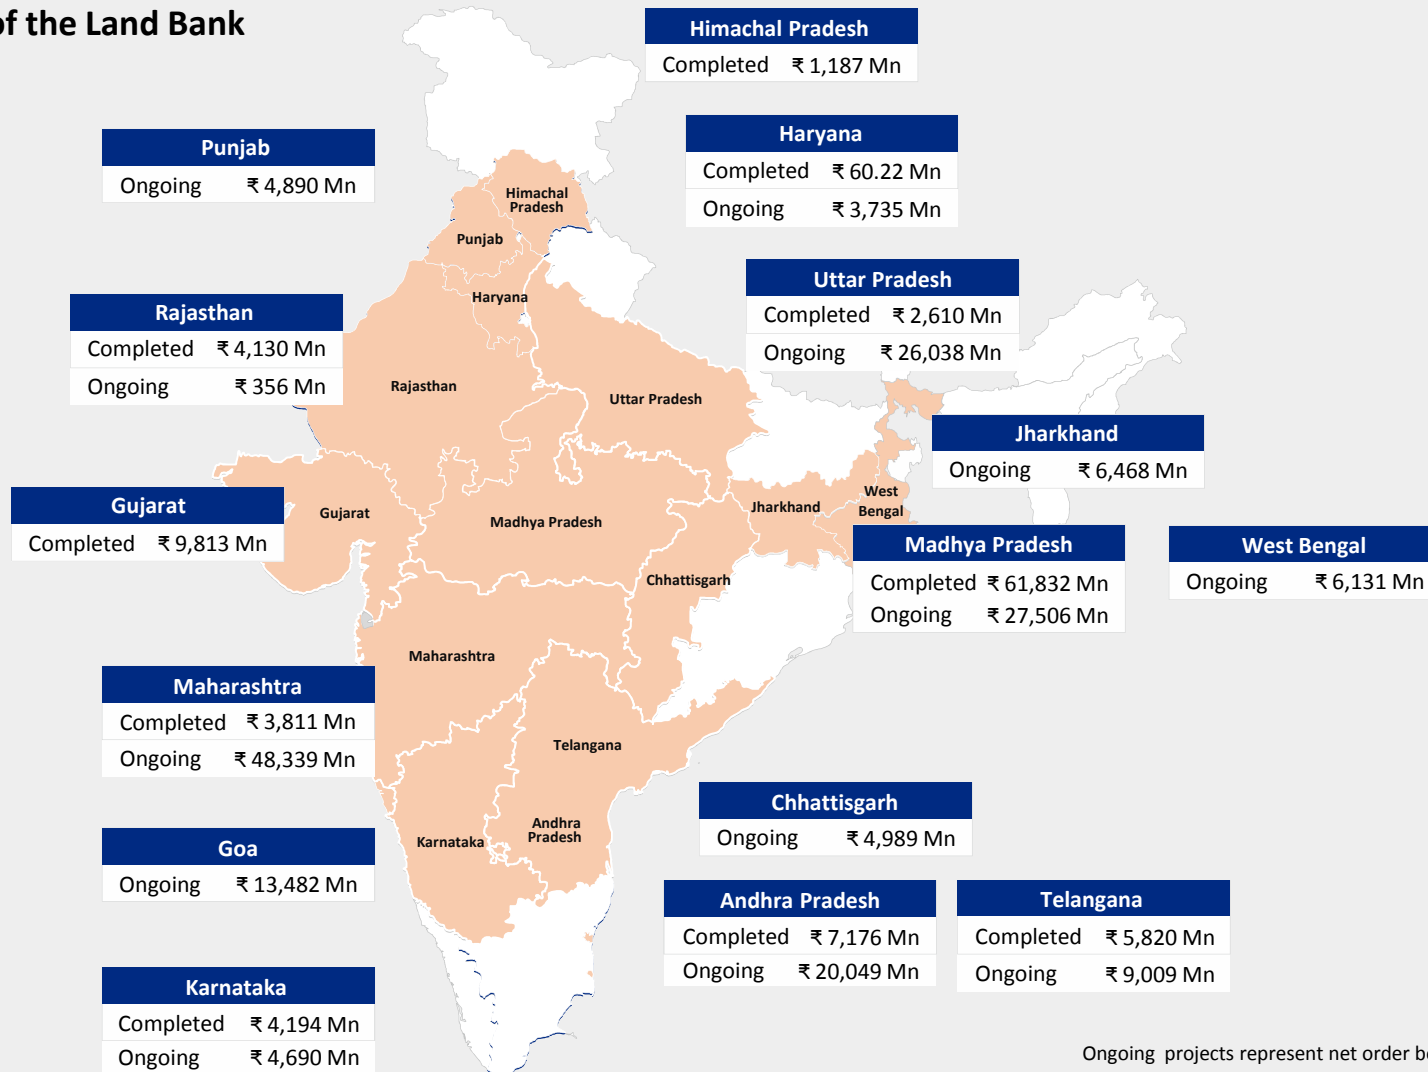 of the Land Bank
Himachal Pradesh
Completed ₹ 1,187 Mn
Punjab
Ongoing ₹ 4,890 Mn
Haryana
Completed ₹ 60.22 Mn
Ongoing ₹ 3,735 Mn
Rajasthan
Completed ₹ 4,130 Mn
Ongoing ₹ 356 Mn
Uttar Pradesh
Completed ₹ 2,610 Mn
Ongoing ₹ 26,038 Mn
Jharkhand
Ongoing ₹ 6,468 Mn
Gujarat
Completed ₹ 9,813 Mn
Madhya Pradesh
Completed ₹ 61,832 Mn
Ongoing ₹ 27,506 Mn
West Bengal
Ongoing ₹ 6,131 Mn
Maharashtra
Completed ₹ 3,811 Mn
Ongoing ₹ 48,339 Mn
Chhattisgarh
Ongoing ₹ 4,989 Mn
Goa
Ongoing ₹ 13,482 Mn
Andhra Pradesh
Completed ₹ 7,176 Mn
Ongoing ₹ 20,049 Mn
Telangana
Completed ₹ 5,820 Mn
Ongoing ₹ 9,009 Mn
Karnataka
Completed ₹ 4,194 Mn
Ongoing ₹ 4,690 Mn
Himachal
Pradesh
Punjab
Haryana
Rajasthan
Uttar Pradesh
Gujarat
Madhya Pradesh
Jharkhand
West
Bengal
Chhattisgarh
Maharashtra
Telangana
Andhra
Pradesh
Karnataka
Ongoing projects represent net order